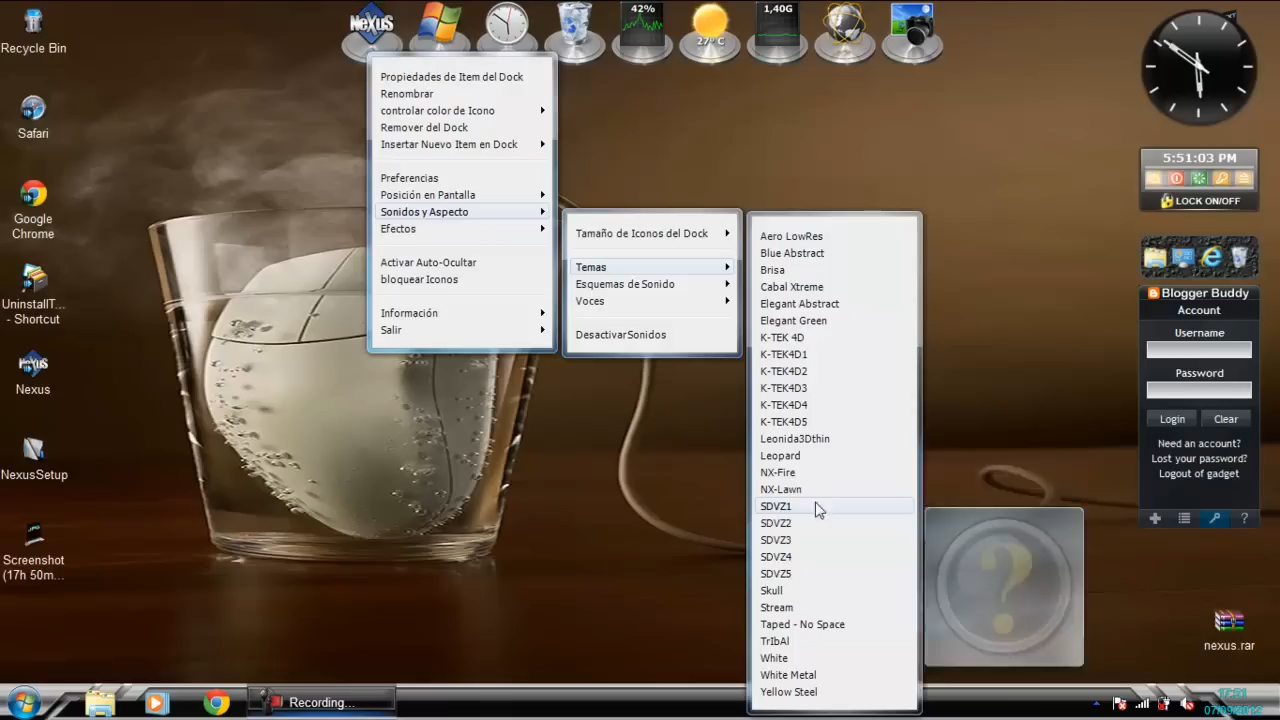 NeXuS
42%
27° C
1,40G
Recycle Bin
Safari
Google
Chrome
UninstallT...
- Shortcut
Nexus
NexusSetup
Screenshot
(17h 50m...
Propiedades de Item del Dock
Renombrar
controlar color de Icono
Remover del Dock
Insertar Nuevo Item en Dock
Preferencias
Posición en Pantalla
Sonidos y Aspecto
Efectos
Activar Auto-Ocultar
bloquear Iconos
Información
Salir
Tamaño de Iconos del Dock
Temas
Esquemas de Sonido
Voces
DesactivarSonidos
Aero LowRes
Blue Abstract
Brisa
Cabal Xtreme
Elegant Abstract
Elegant Green
K-TEK 4D
K-TEK4D1
K-TEK4D2
K-TEK4D3
K-TEK4D4
K-TEK4D5
Leonida3Dthin
Leopard
NX-Fire
NX-Lawn
SDVZ1
SDVZ2
SDVZ3
SDVZ4
SDVZ5
Skull
Stream
Taped - No Space
TrIbAl
White
White Metal
Yellow Steel
?
5:51:03 PM
LOCK ON/OFF
Blogger Buddy
Account
Username
Password
Login Clear
Need an account?
Lost your password?
Logout of gadget
?
nexus.rar
Recording...
17:51
07/09/2012